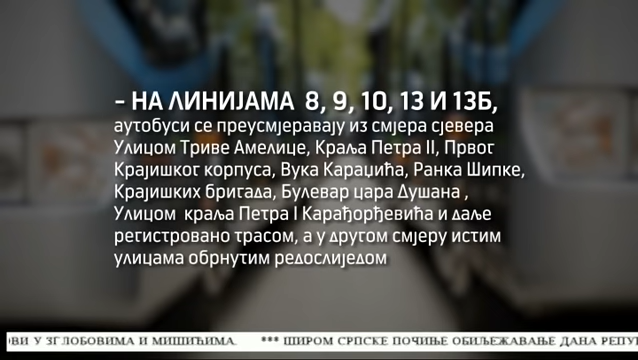 - НА ЛИНИЈАМА 8, 9, 10, 13 И 13Б,
аутобуси се преусмјеравају из смјера сјевера
Улицом Триве Амелице, Краља Петра II, Првог
Крајишког корпуса, Вука Караџића, Ранка Шипке,
Крајишких бригада, Булевар цара Душана ,
Улицом краља Петра I Карађорђевића и даље
регистровано трасом, а у другом смјеру истим
улицама обрнутим редослиједом
ОВИ У ЗГЛОБОВИМА И МИШИЋИМА. *** ШИРОМ СРПСКЕ ПОЧИЊЕ ОБИЉЕЖАВАЊЕ ДАНА РЕПУ